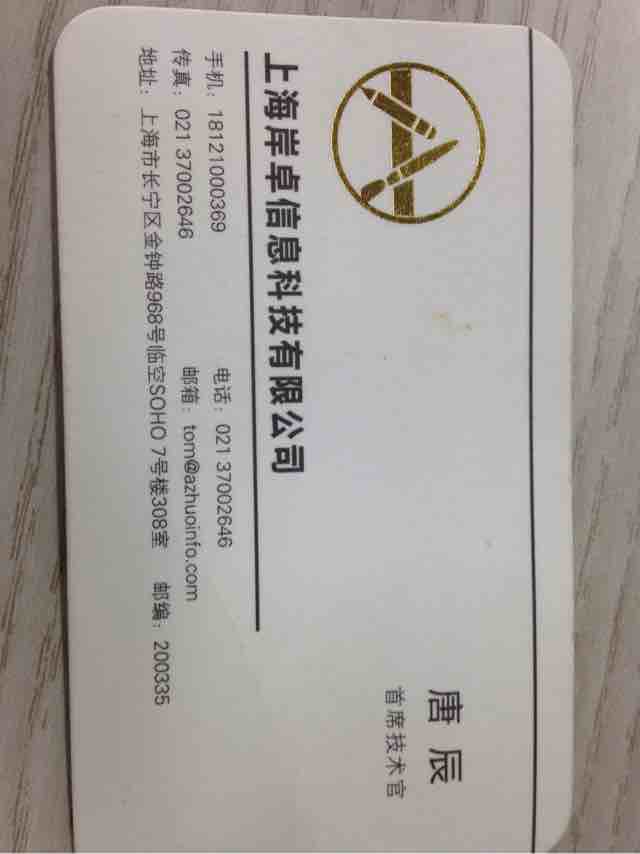 唐 辰
首席技术官
上海岸卓信息科技有限公司
手机：18121000369 电话：021 37002646
传真：021 37002646 邮箱：tom@azhuoinfo.com
地址：上海市长宁区金钟路968号临空SOHO 7号楼308室 邮编：200335